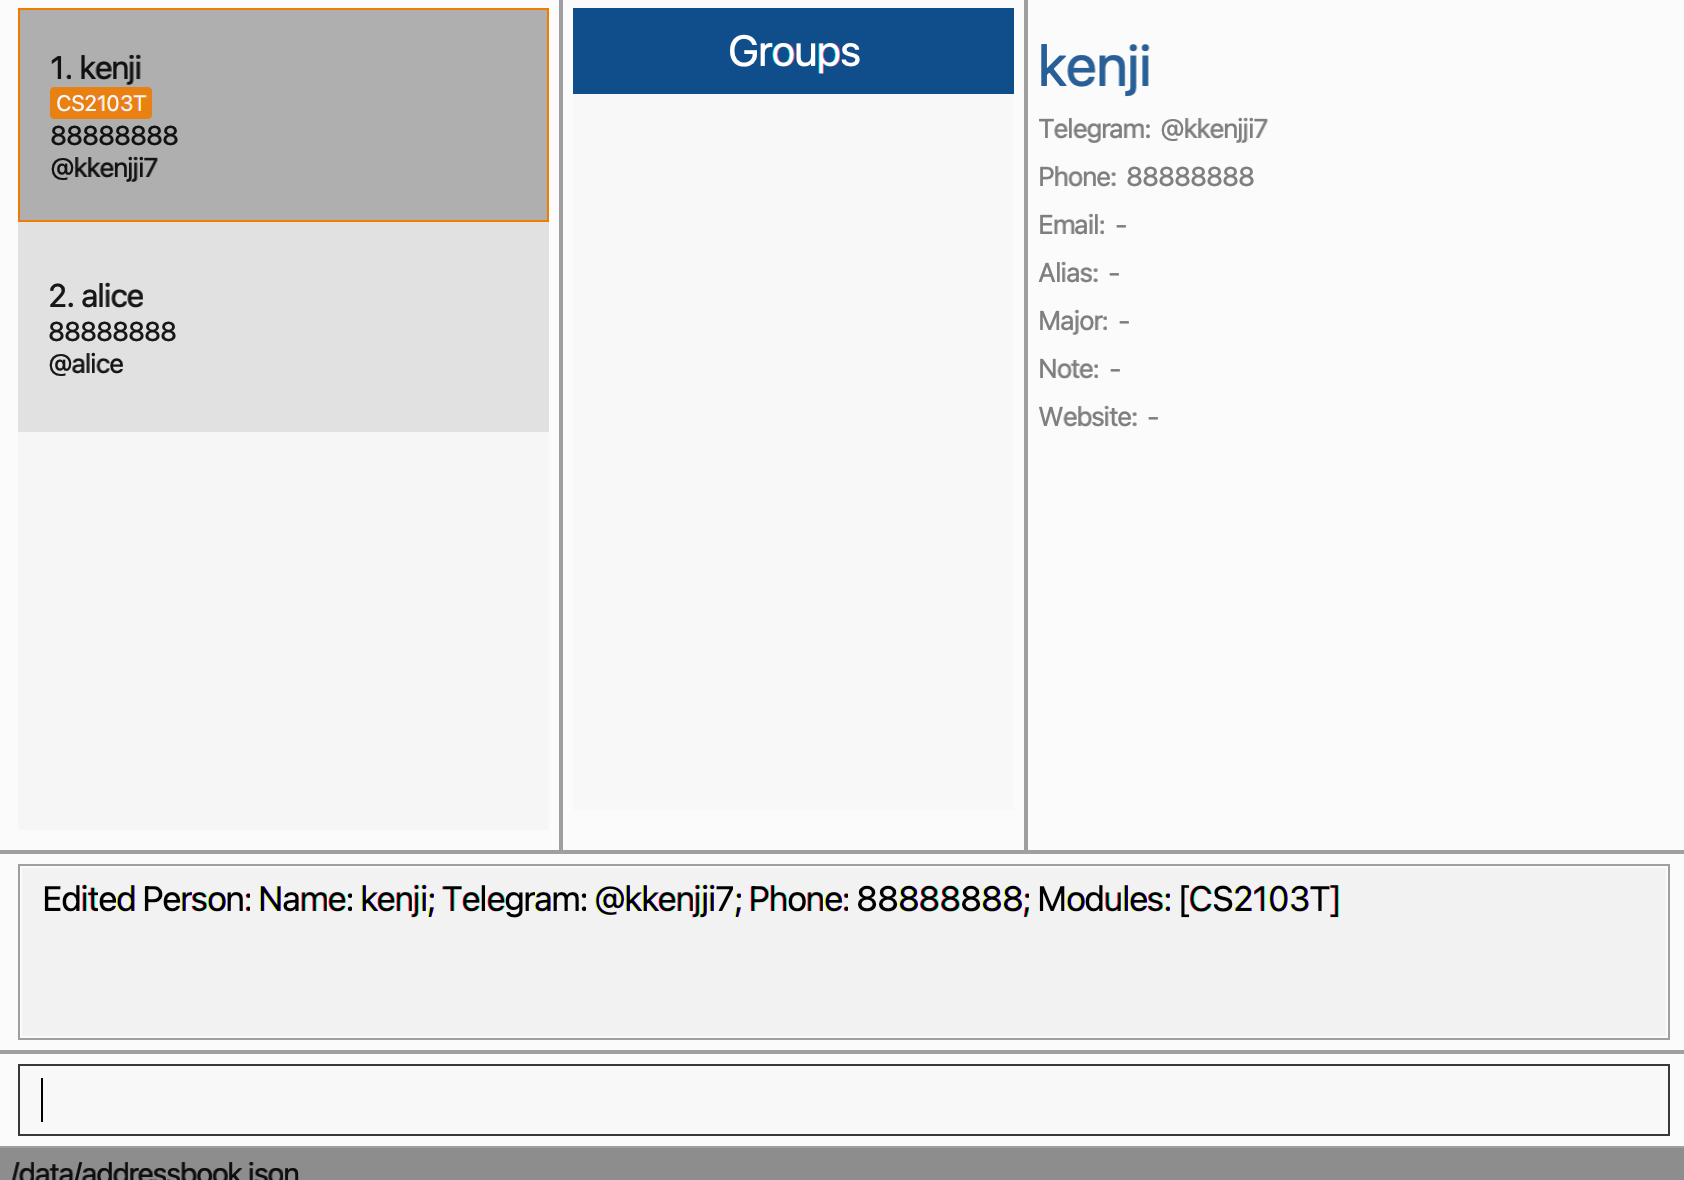 1. kenji
CS2103T
88888888
@kkenjji7
2. alice
88888888
@alice
Groups
kenji
Telegram: @kkenjji7
Phone: 88888888
Email: -
Alias: -
Major: -
Note: -
Website: -
Edited Person: Name: kenji; Telegram: @kkenjji7; Phone: 88888888; Modules: [CS2103T]
/data/addressbook.json